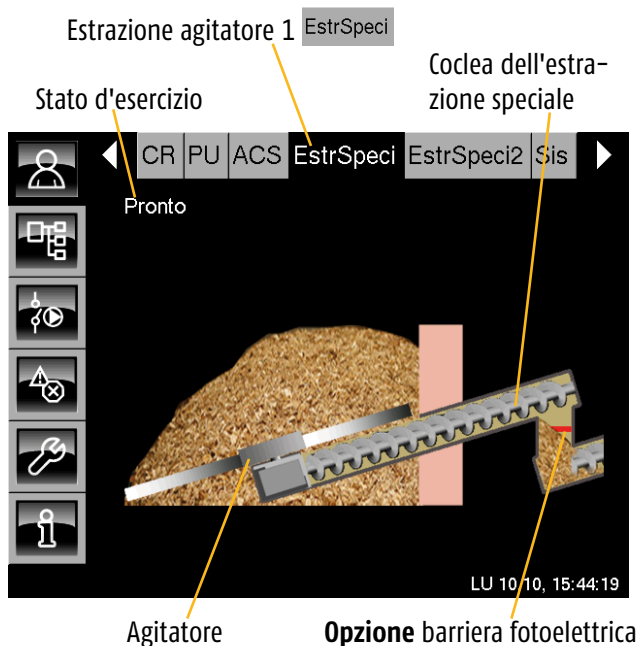 Estrazione agitatore 1 EstrSpeci
Coclea dell'estra-
zione speciale
Stato d'esercizio
CR PU ACS EstrSpeci EstrSpeci2 Sis
Pronto
LU 10 10, 15:44:19
Agitatore
Opzione barriera fotoelettrica